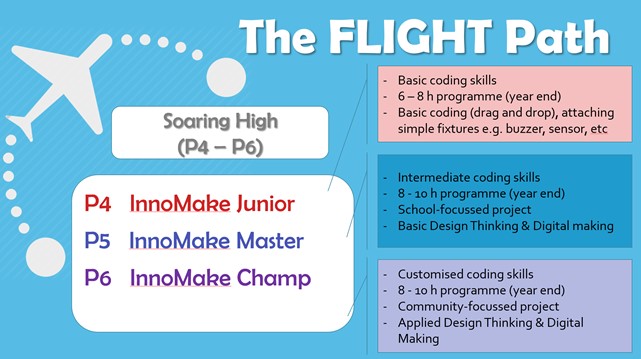 The FLIGHT Path
Soaring High
(P4 – P6)
P4 InnoMake Junior
P5 InnoMake Master
P6 InnoMake Champ
- Basic coding skills
- 6 – 8 h programme (year end)
- Basic coding (drag and drop), attaching
simple fixtures e.g. buzzer, sensor, etc
- Intermediate coding skills
- 8 - 10 h programme (year end)
- School-focussed project
- Basic Design Thinking & Digital making
- Customised coding skills
- 8 - 10 h programme (year end)
- Community-focussed project
- Applied Design Thinking & Digital
Making